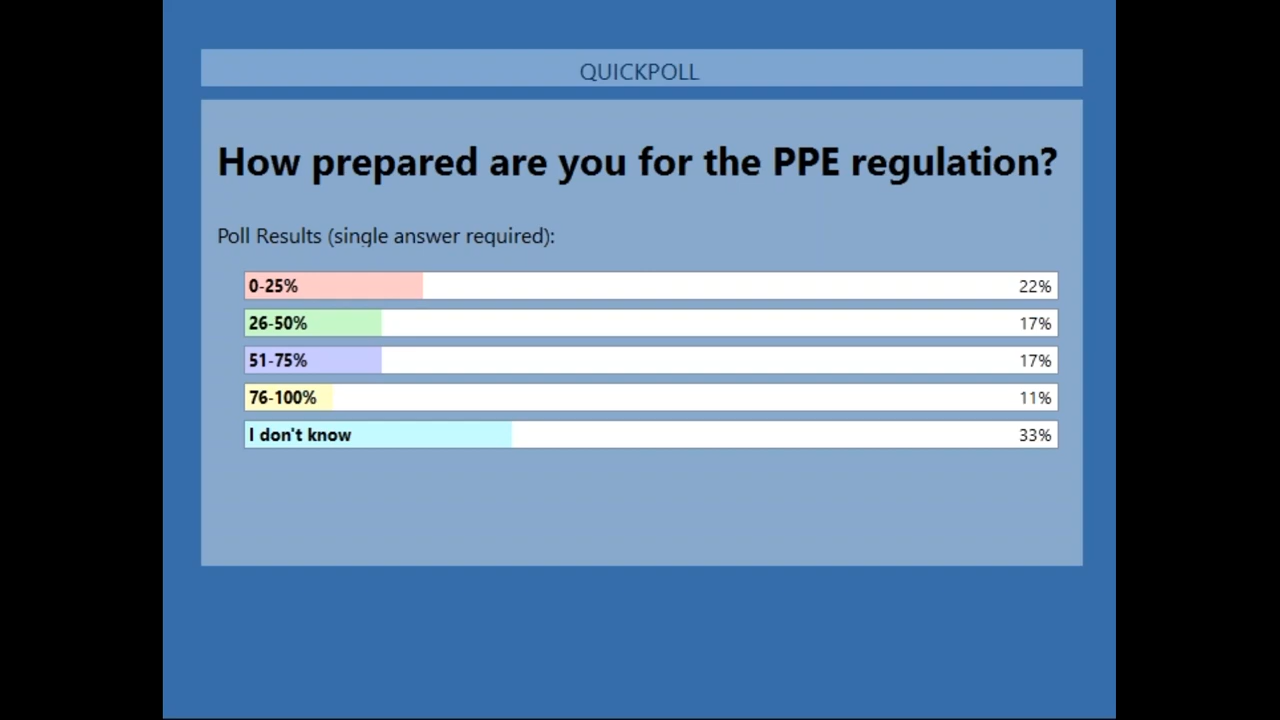 QUICKPOLL
How prepared are you for the PPE regulation?
Poll Results (single answer required):
0-25% 22%
26-50% 17%
51-75% 17%
76-100% 11%
I don't know 33%